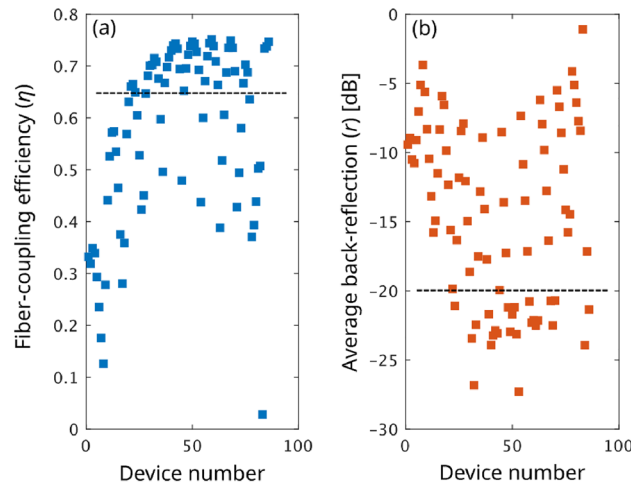 (a)
0.8
0.7
0.6
0.5
0.4
0.3
0.2
0.1
0
0 50 100
Fiber-coupling efficiency (η)
Device number
(b)
0
−5
−10
−15
−20
−25
−30
0 50 100
Average back-reflection (r) [dB]
Device number